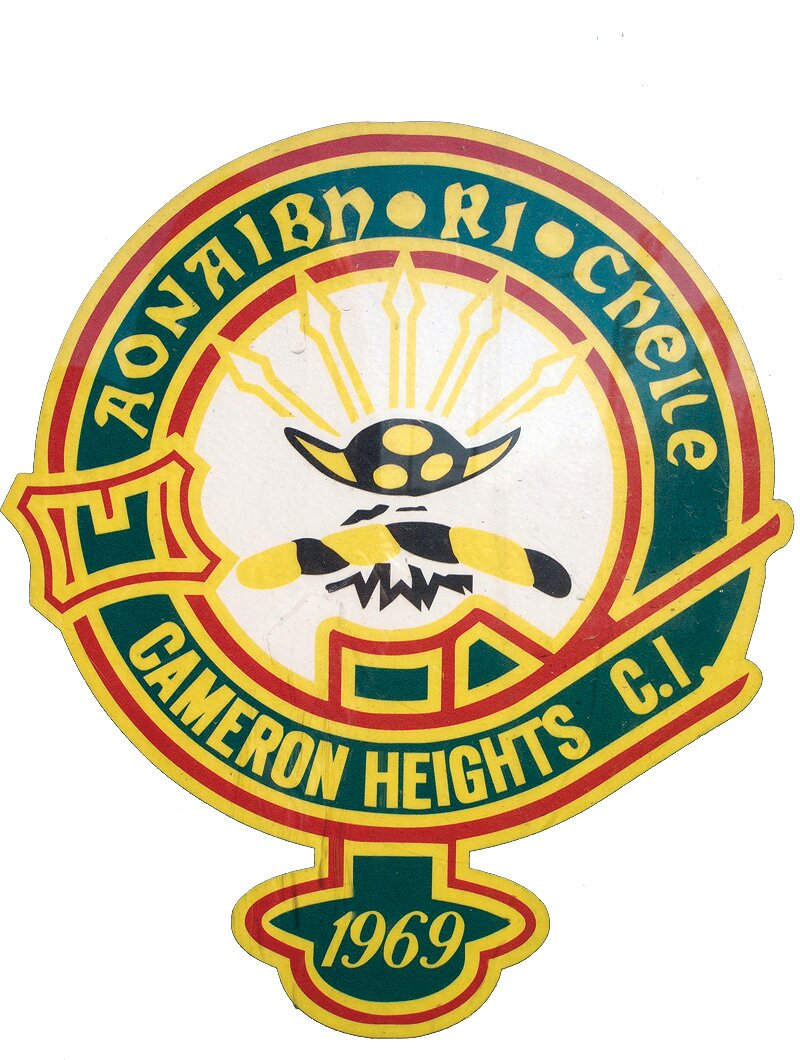 AONAIBh • RI • Cheile
CAMERON HEIGHTS C.I.
1969